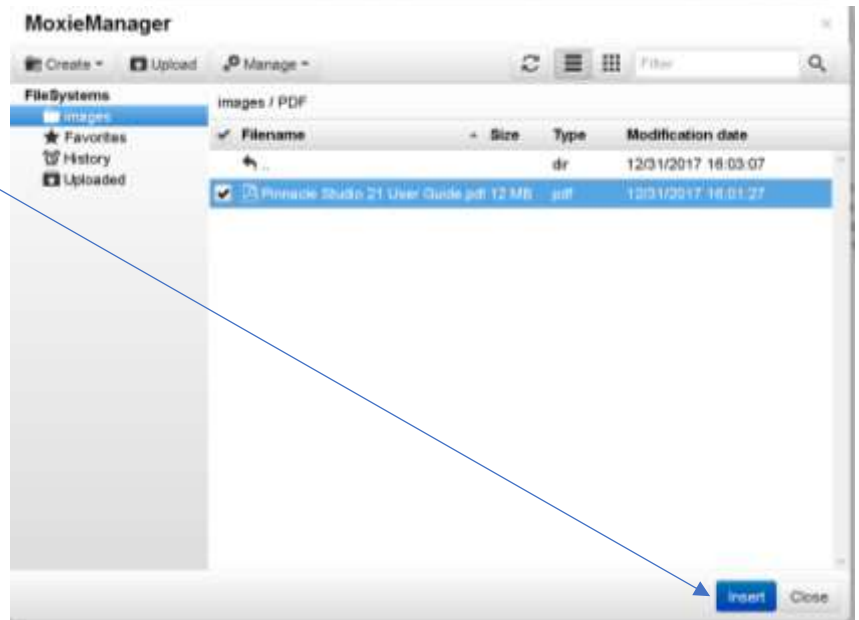 MoxieManager ×
Create Upload Manage Filter
FileSystems
images
Favorites
History
Uploaded
images / PDF
Filename Size Type Modification date
.. dir 12/31/2017 16:03:07
Pinnacle Studio 21 User Guide.pdf 12 MB pdf 12/31/2017 16:01:27
Insert Close